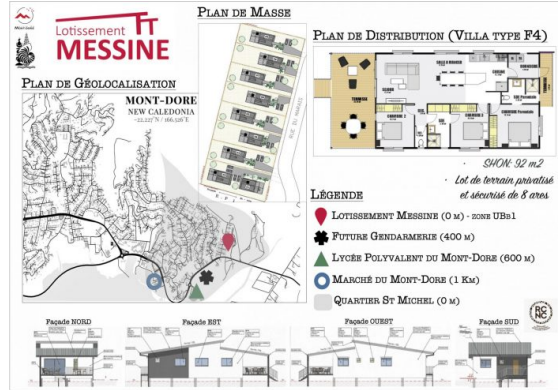 Mont-Dore
Lotissement
MESSINE
PLAN DE MASSE
PLAN DE DISTRIBUTION (VILLA TYPE F4)
PLAN DE GÉOLOCALISATION
MONT-DORE
NEW CALEDONIA
SHON: 92 m2
Lot de terrain privatisé
et sécurisé de 8 ares
LÉGENDE
LOTISSEMENT MESSINE (0 M) - ZONE UBB1
FUTURE GENDARMERIE (400 M)
LYCÉE POLYVALENT DU MONT-DORE (600 M)
MARCHÉ DU MONT-DORE (1 KM)
QUARTIER ST MICHEL (0 M)
Façade NORD
Façade EST
Façade OUEST
Façade SUD